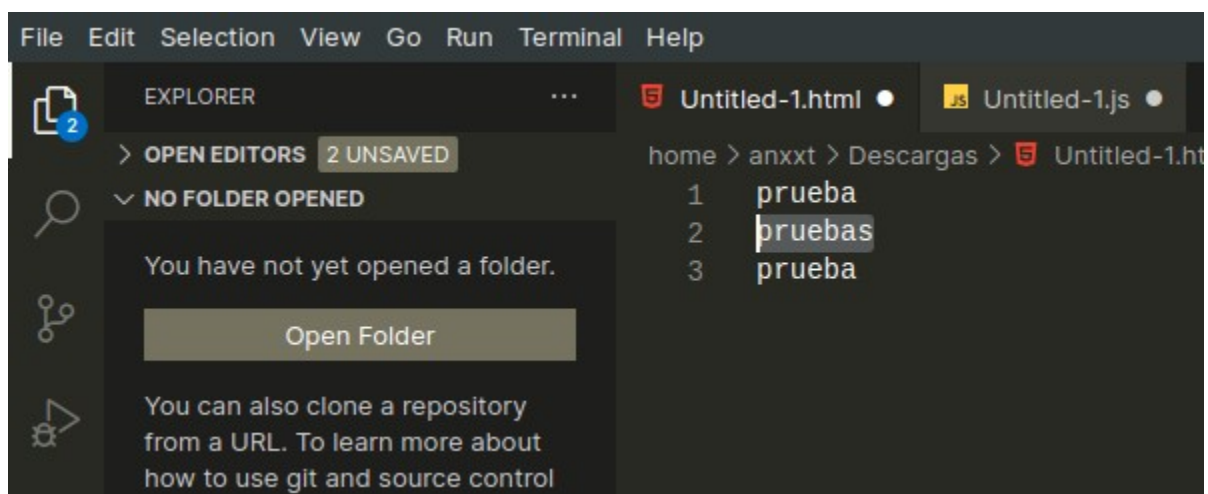 File Edit Selection View Go Run Terminal Help
2
EXPLORER ...
OPEN EDITORS 2 UNSAVED
NO FOLDER OPENED
You have not yet opened a folder.
Open Folder
You can also clone a repository
from a URL. To learn more about
how to use git and source control
Untitled-1.html JS Untitled-1.js
home > anxxt > Descargas > Untitled-1.ht
1 prueba
2 pruebas
3 prueba